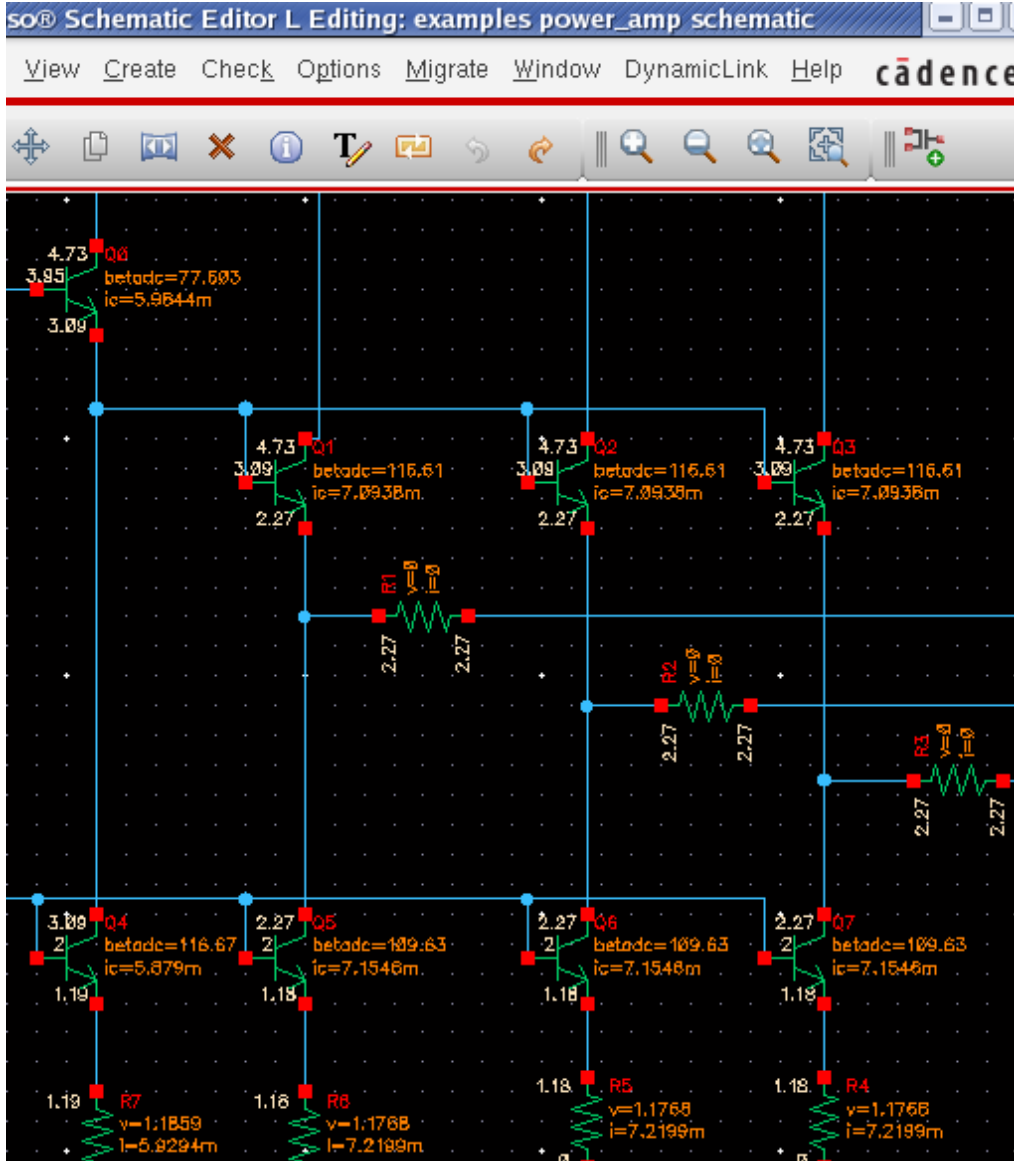 so® Schematic Editor L Editing: examples power_amp schematic
View Create Check Options Migrate Window DynamicLink Help cādence
4.73 Q0
3.95 betadc=77.603
ic=5.9844m
3.09
4.73 Q1
3.09 betadc=116.61
ic=7.0938m
2.27
4.73 Q2
3.09 betadc=116.61
ic=7.0938m
2.27
4.73 Q3
3.09 betadc=116.61
ic=7.0938m
2.27
R1 v=0 i=0
2.27 2.27
R2 v=0 i=0
2.27 2.27
R3 v=0 i=0
2.27 2.27
3.09 Q4
2 betadc=116.67
ic=5.879m
1.19
2.27 Q5
2 betadc=109.63
ic=7.1546m
1.18
2.27 Q6
2 betadc=109.63
ic=7.1546m
1.18
2.27 Q7
2 betadc=109.63
ic=7.1546m
1.18
1.19 R7
v=1.1859
i=5.9294m
1.18 R6
v=1.1768
i=7.2199m
1.18 R5
v=1.1768
i=7.2199m
0
1.18 R4
v=1.1768
i=7.2199m
0